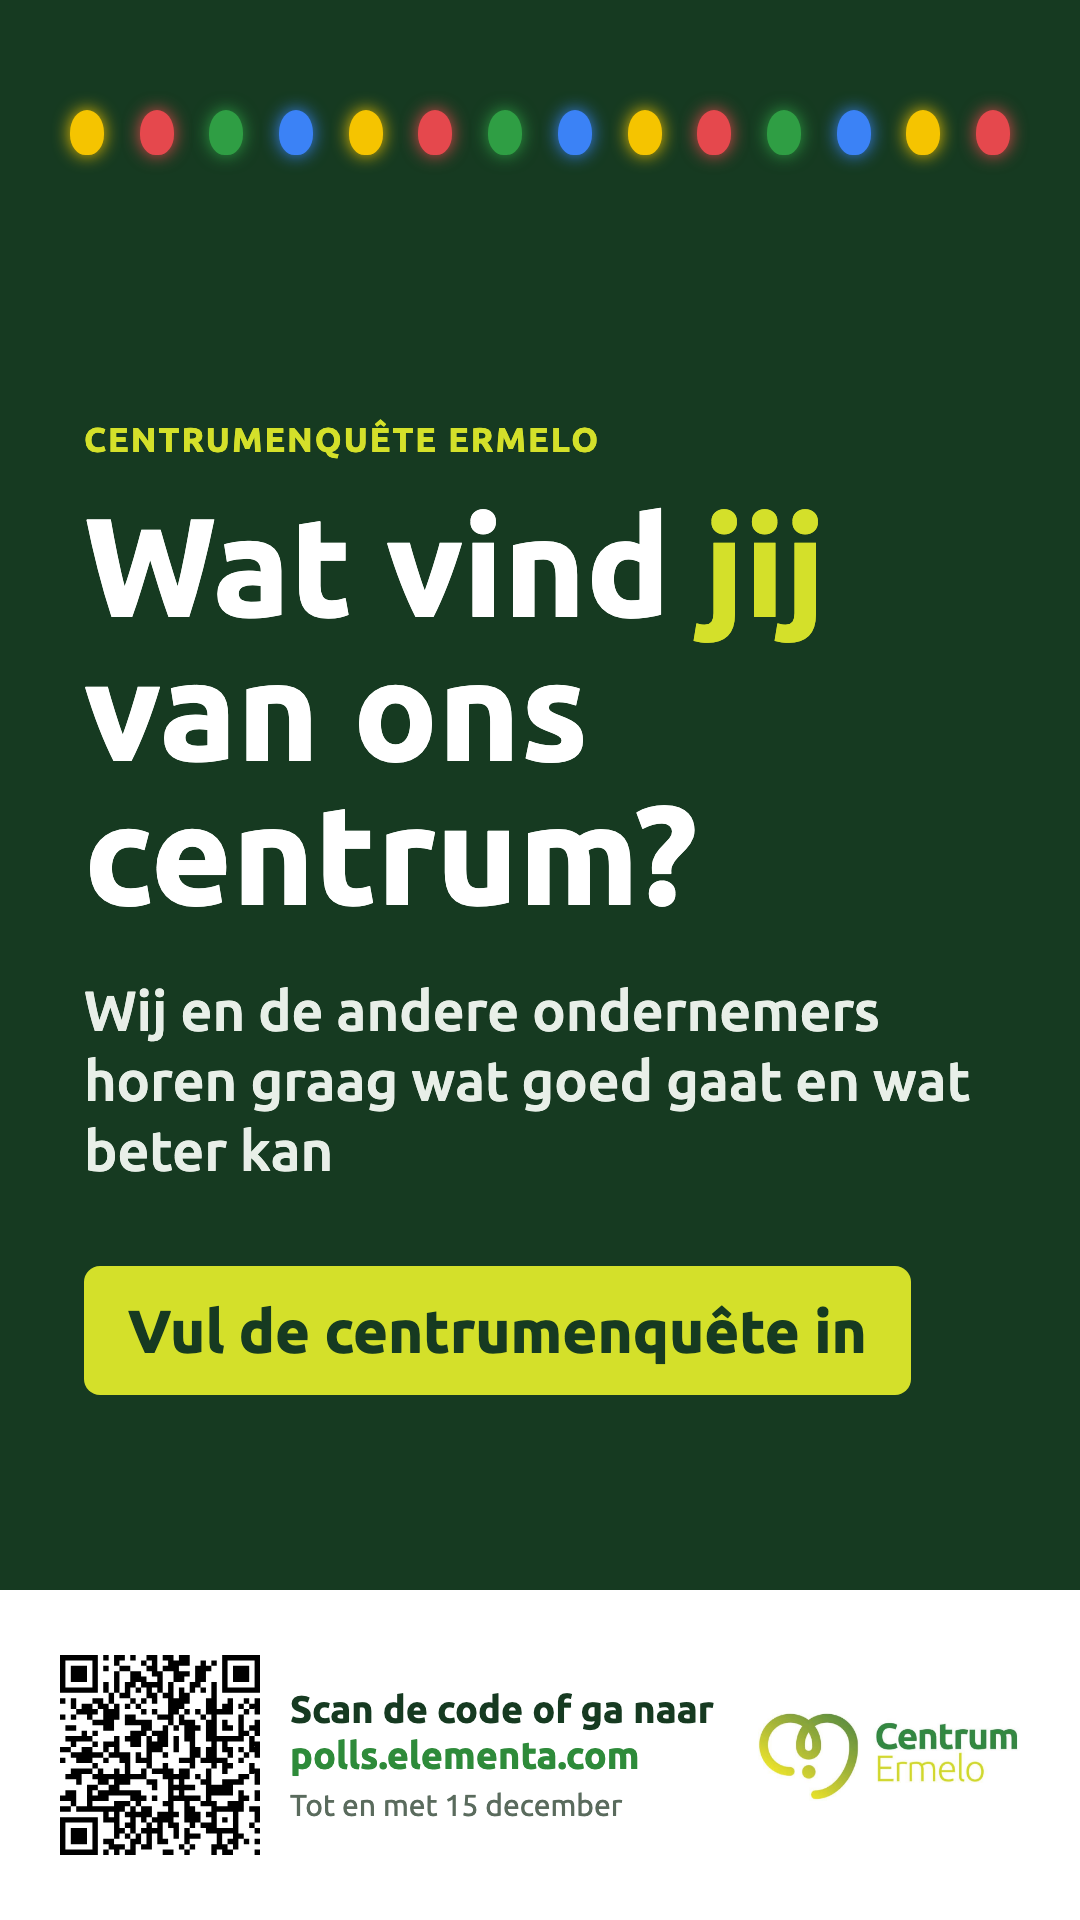 CENTRUMENQUÊTE ERMELO
Wat vind jij
van ons
centrum?
Wij en de andere ondernemers
horen graag wat goed gaat en wat
beter kan
Vul de centrumenquête in
Scan de code of ga naar
polls.elementa.com
Tot en met 15 december
Centrum
Ermelo